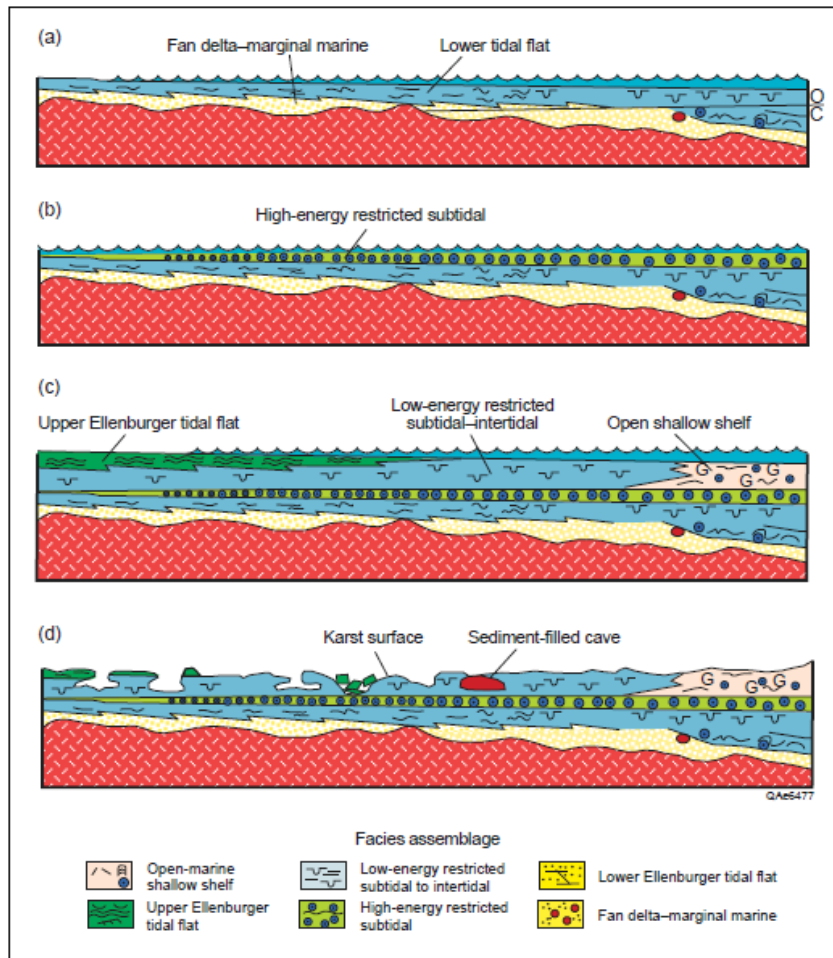 (a)
Fan delta–marginal marine
Lower tidal flat
O
C
(b)
High-energy restricted subtidal
(c)
Upper Ellenburger tidal flat
Low-energy restricted
subtidal–intertidal
Open shallow shelf
G
G
G
(d)
Karst surface
Sediment-filled cave
G
G
G
QAe6477
Facies assemblage
Open-marine
shallow shelf
Low-energy restricted
subtidal to intertidal
Lower Ellenburger tidal flat
Upper Ellenburger
tidal flat
High-energy restricted
subtidal
Fan delta–marginal marine